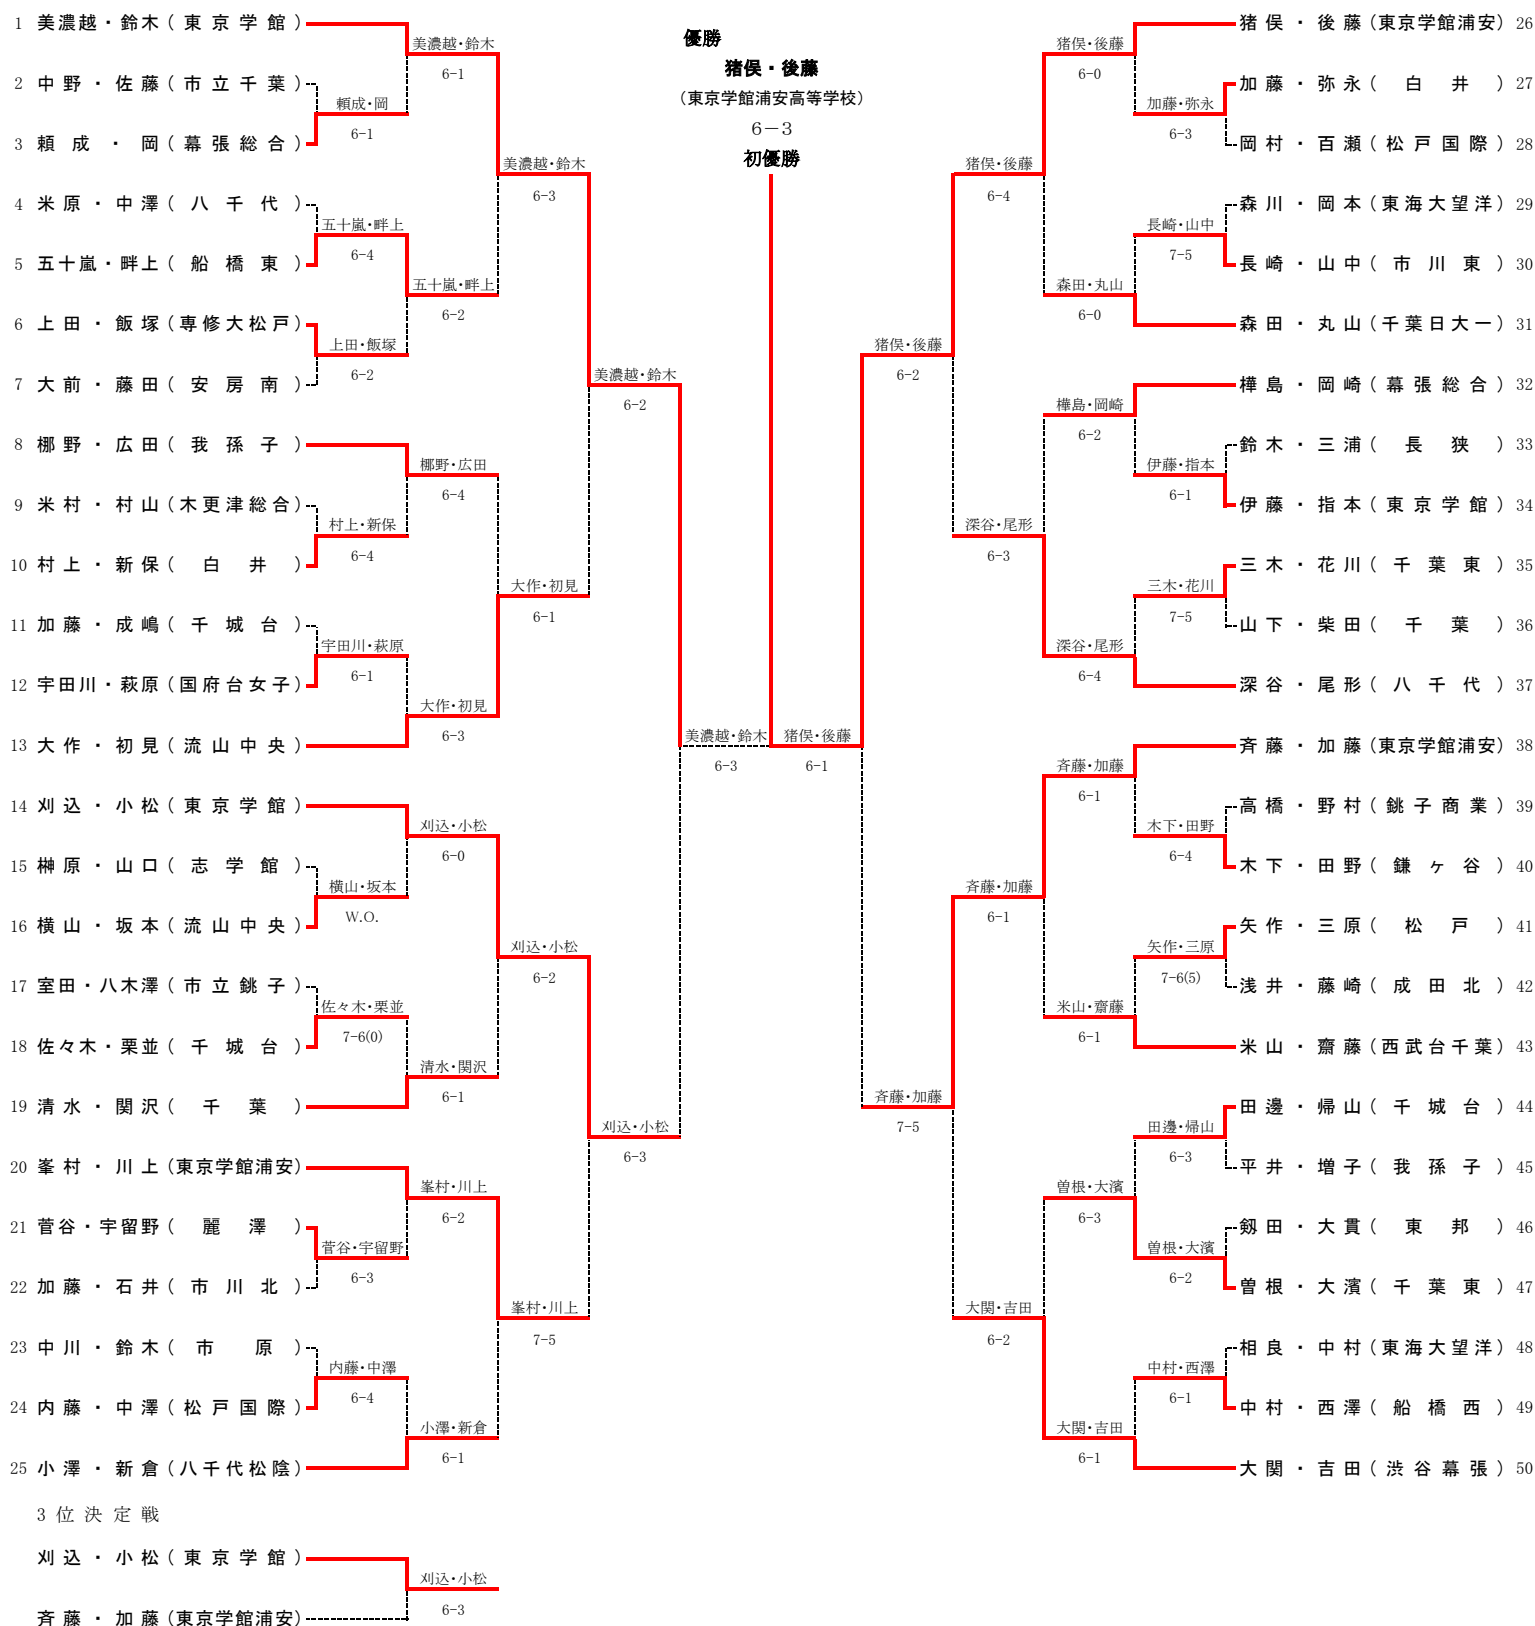 優勝
猪俣・後藤
(東京学館浦安高等学校)
6-3
初優勝
1 美濃越・鈴木(東京学館)
2 中野・佐藤(市立千葉)
3 頼成・岡(幕張総合)
4 米原・中澤(八千代)
5 五十嵐・畔上(船橋東)
6 上田・飯塚(専修大松戸)
7 大前・藤田(安房南)
8 梛野・広田(我孫子)
9 米村・村山(木更津総合)
10 村上・新保(白井)
11 加藤・成嶋(千城台)
12 宇田川・萩原(国府台女子)
13 大作・初見(流山中央)
14 刈込・小松(東京学館)
15 榊原・山口(志学館)
16 横山・坂本(流山中央)
17 室田・八木澤(市立銚子)
18 佐々木・栗並(千城台)
19 清水・関沢(千葉)
20 峯村・川上(東京学館浦安)
21 菅谷・宇留野(麗澤)
22 加藤・石井(市川北)
23 中川・鈴木(市原)
24 内藤・中澤(松戸国際)
25 小澤・新倉(八千代松陰)
頼成・岡
6-1
五十嵐・畔上
6-4
上田・飯塚
6-2
村上・新保
6-4
宇田川・萩原
6-1
横山・坂本
W.O.
佐々木・栗並
7-6(0)
菅谷・宇留野
6-3
内藤・中澤
6-4
美濃越・鈴木
6-1
五十嵐・畔上
6-2
梛野・広田
6-4
大作・初見
6-3
刈込・小松
6-0
清水・関沢
6-1
峯村・川上
6-2
小澤・新倉
6-1
美濃越・鈴木
6-3
大作・初見
6-1
刈込・小松
6-2
峯村・川上
7-5
美濃越・鈴木
6-2
刈込・小松
6-3
美濃越・鈴木
6-3
猪俣・後藤
6-1
猪俣・後藤
6-2
斉藤・加藤
7-5
猪俣・後藤
6-4
深谷・尾形
6-3
斉藤・加藤
6-1
大関・吉田
6-2
猪俣・後藤
6-0
森田・丸山
6-0
樺島・岡崎
6-2
深谷・尾形
6-4
斉藤・加藤
6-1
米山・齋藤
6-1
曽根・大濱
6-3
大関・吉田
6-1
加藤・弥永
6-3
長崎・山中
7-5
伊藤・指本
6-1
三木・花川
7-5
木下・田野
6-4
矢作・三原
7-6(5)
田邊・帰山
6-3
曽根・大濱
6-2
中村・西澤
6-1
猪俣・後藤(東京学館浦安) 26
加藤・弥永(白井) 27
岡村・百瀬(松戸国際) 28
森川・岡本(東海大望洋) 29
長崎・山中(市川東) 30
森田・丸山(千葉日大一) 31
樺島・岡崎(幕張総合) 32
鈴木・三浦(長狭) 33
伊藤・指本(東京学館) 34
三木・花川(千葉東) 35
山下・柴田(千葉) 36
深谷・尾形(八千代) 37
斉藤・加藤(東京学館浦安) 38
高橋・野村(銚子商業) 39
木下・田野(鎌ヶ谷) 40
矢作・三原(松戸) 41
浅井・藤崎(成田北) 42
米山・齋藤(西武台千葉) 43
田邊・帰山(千城台) 44
平井・増子(我孫子) 45
剱田・大貫(東邦) 46
曽根・大濱(千葉東) 47
相良・中村(東海大望洋) 48
中村・西澤(船橋西) 49
大関・吉田(渋谷幕張) 50
3位決定戦
刈込・小松(東京学館)
斉藤・加藤(東京学館浦安)
刈込・小松
6-3